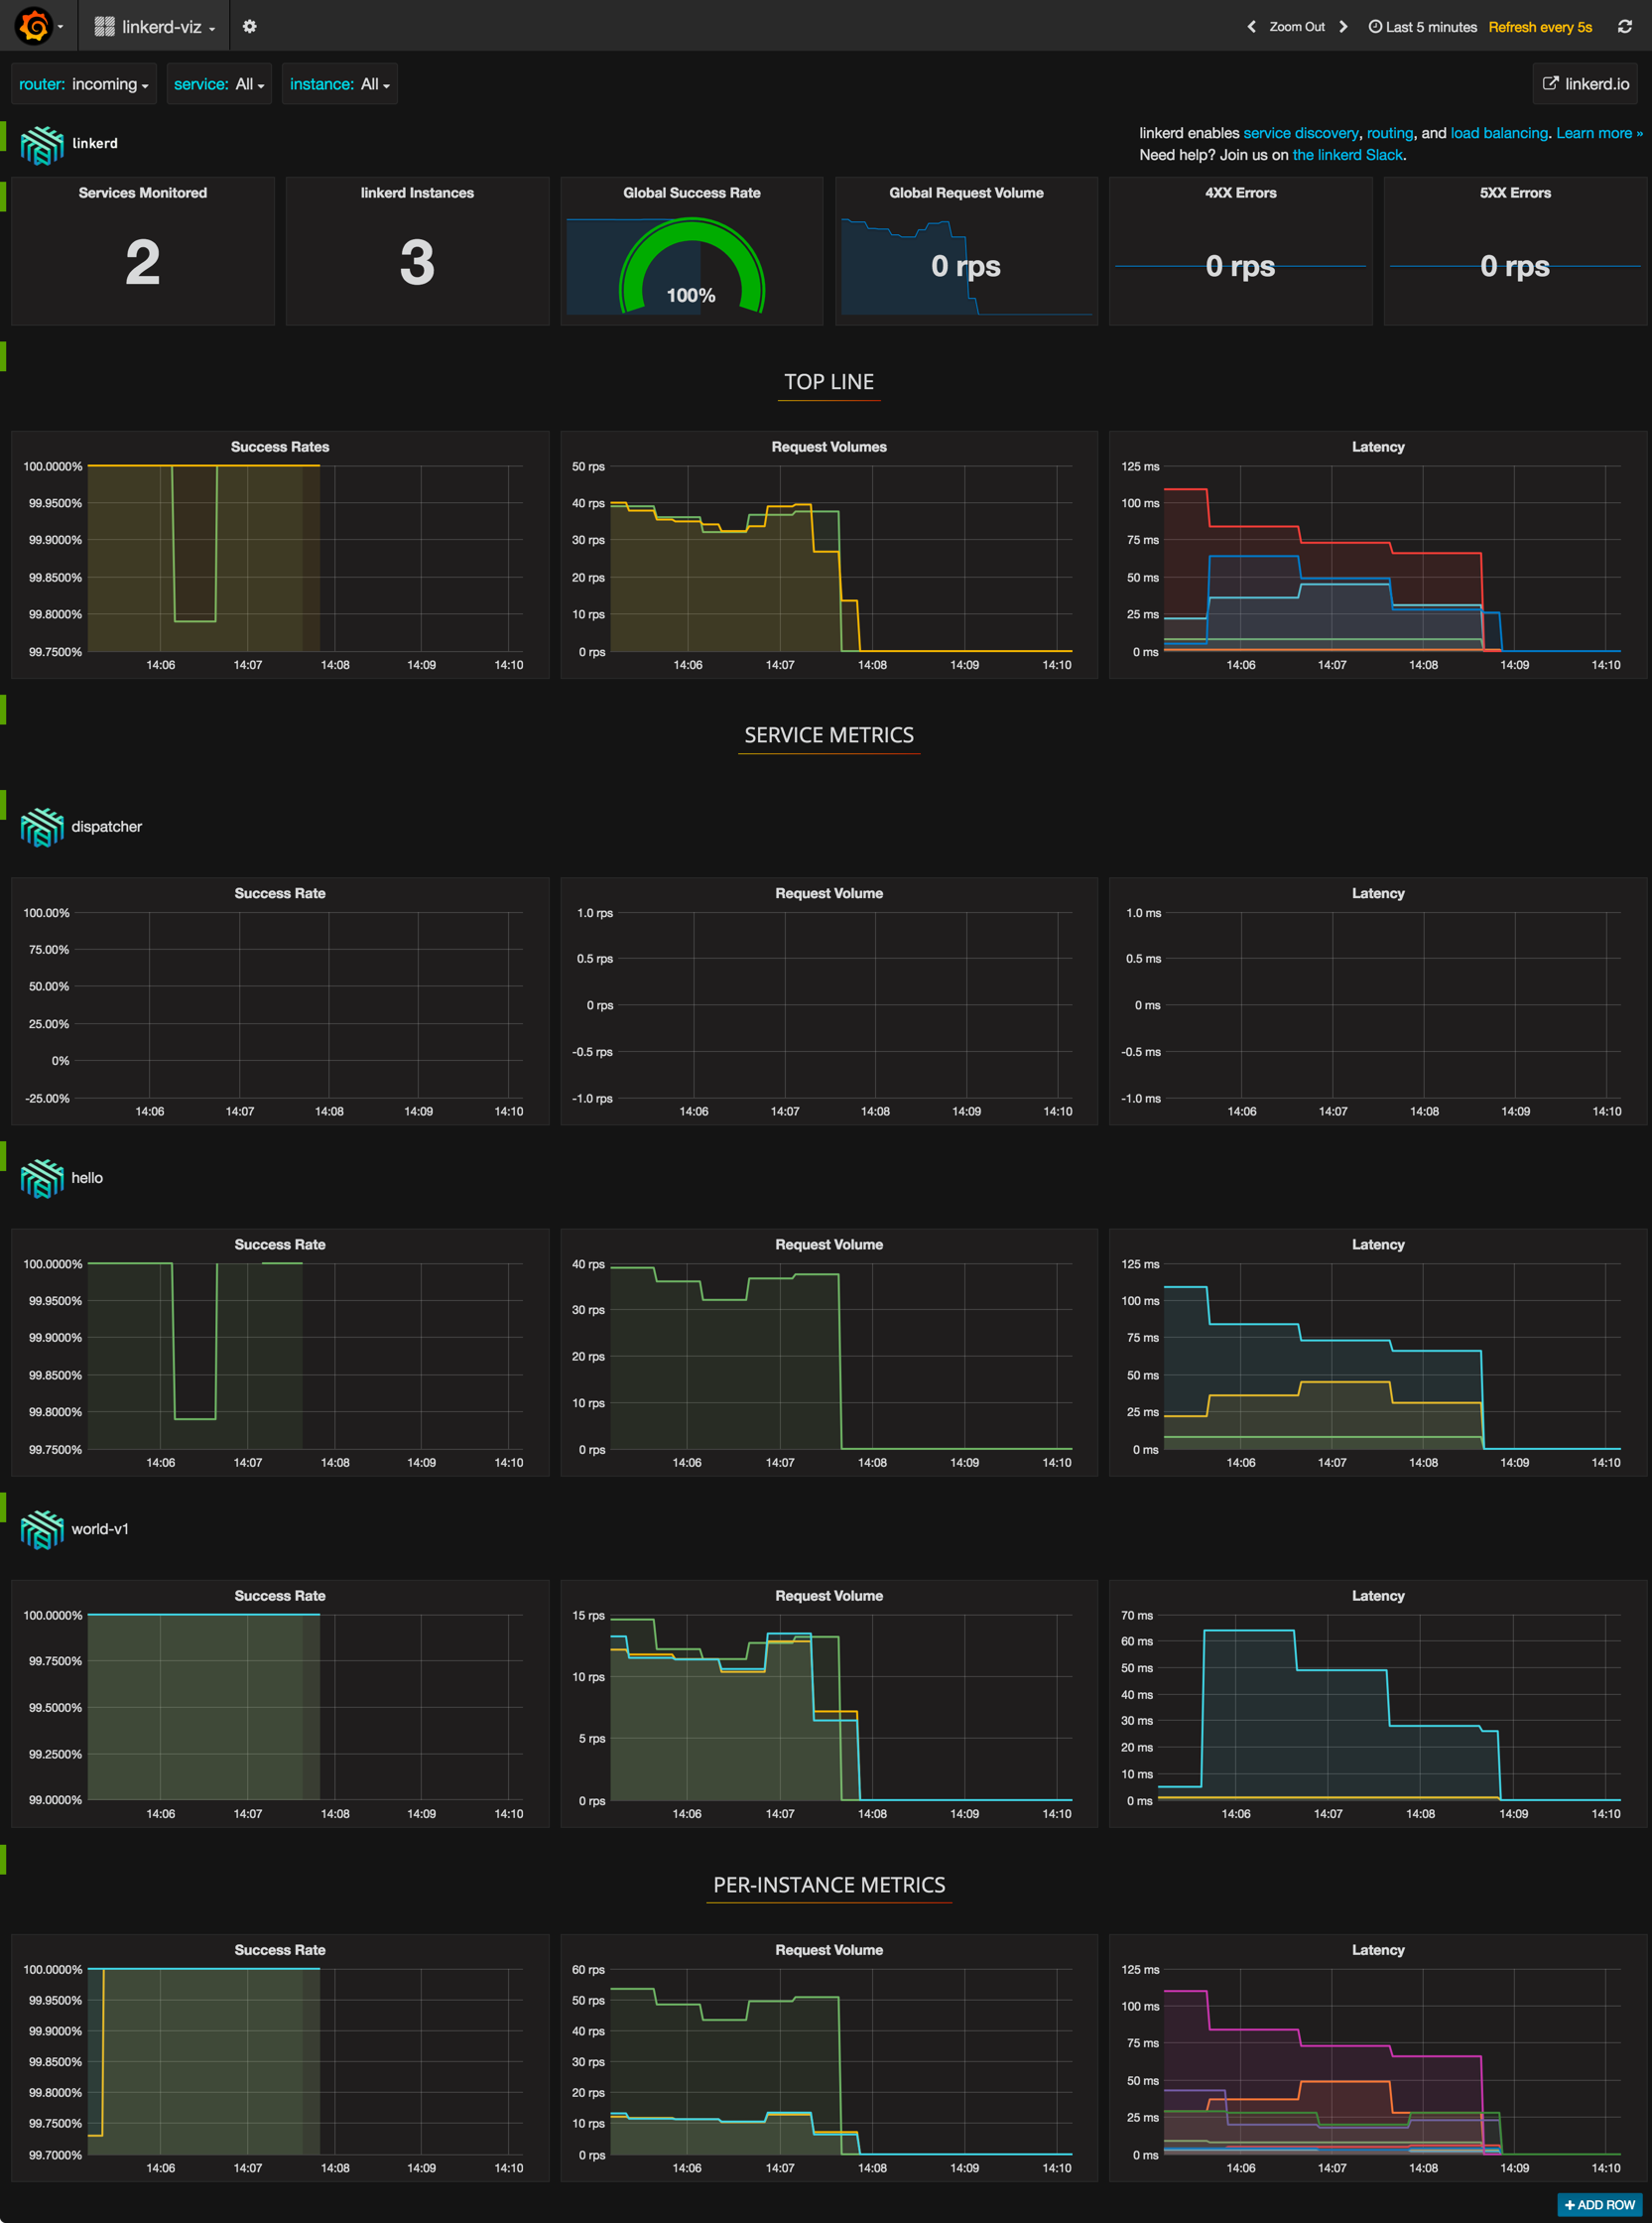 linkerd-viz
Zoom Out
Last 5 minutes Refresh every 5s
router: incoming service: All instance: All linkerd.io
linkerd
linkerd enables service discovery, routing, and load balancing. Learn more »
Need help? Join us on the linkerd Slack.
Services Monitored
2
linkerd Instances
3
Global Success Rate
100%
Global Request Volume
0 rps
4XX Errors
0 rps
5XX Errors
0 rps
TOP LINE
Success Rates
100.0000%
99.9500%
99.9000%
99.8500%
99.8000%
99.7500%
14:06 14:07 14:08 14:09 14:10
Request Volumes
50 rps
40 rps
30 rps
20 rps
10 rps
0 rps
14:06 14:07 14:08 14:09 14:10
Latency
125 ms
100 ms
75 ms
50 ms
25 ms
0 ms
14:06 14:07 14:08 14:09 14:10
SERVICE METRICS
dispatcher
Success Rate
100.00%
75.00%
50.00%
25.00%
0%
-25.00%
14:06 14:07 14:08 14:09 14:10
Request Volume
1.0 rps
0.5 rps
0 rps
-0.5 rps
-1.0 rps
14:06 14:07 14:08 14:09 14:10
Latency
1.0 ms
0.5 ms
0 ms
-0.5 ms
-1.0 ms
14:06 14:07 14:08 14:09 14:10
hello
Success Rate
100.0000%
99.9500%
99.9000%
99.8500%
99.8000%
99.7500%
14:06 14:07 14:08 14:09 14:10
Request Volume
40 rps
30 rps
20 rps
10 rps
0 rps
14:06 14:07 14:08 14:09 14:10
Latency
125 ms
100 ms
75 ms
50 ms
25 ms
0 ms
14:06 14:07 14:08 14:09 14:10
world-v1
Success Rate
100.0000%
99.7500%
99.5000%
99.2500%
99.0000%
14:06 14:07 14:08 14:09 14:10
Request Volume
15 rps
10 rps
5 rps
0 rps
14:06 14:07 14:08 14:09 14:10
Latency
70 ms
60 ms
50 ms
40 ms
30 ms
20 ms
10 ms
0 ms
14:06 14:07 14:08 14:09 14:10
PER-INSTANCE METRICS
Success Rate
100.0000%
99.9500%
99.9000%
99.8500%
99.8000%
99.7500%
99.7000%
14:06 14:07 14:08 14:09 14:10
Request Volume
60 rps
50 rps
40 rps
30 rps
20 rps
10 rps
0 rps
14:06 14:07 14:08 14:09 14:10
Latency
125 ms
100 ms
75 ms
50 ms
25 ms
0 ms
14:06 14:07 14:08 14:09 14:10
+ ADD ROW